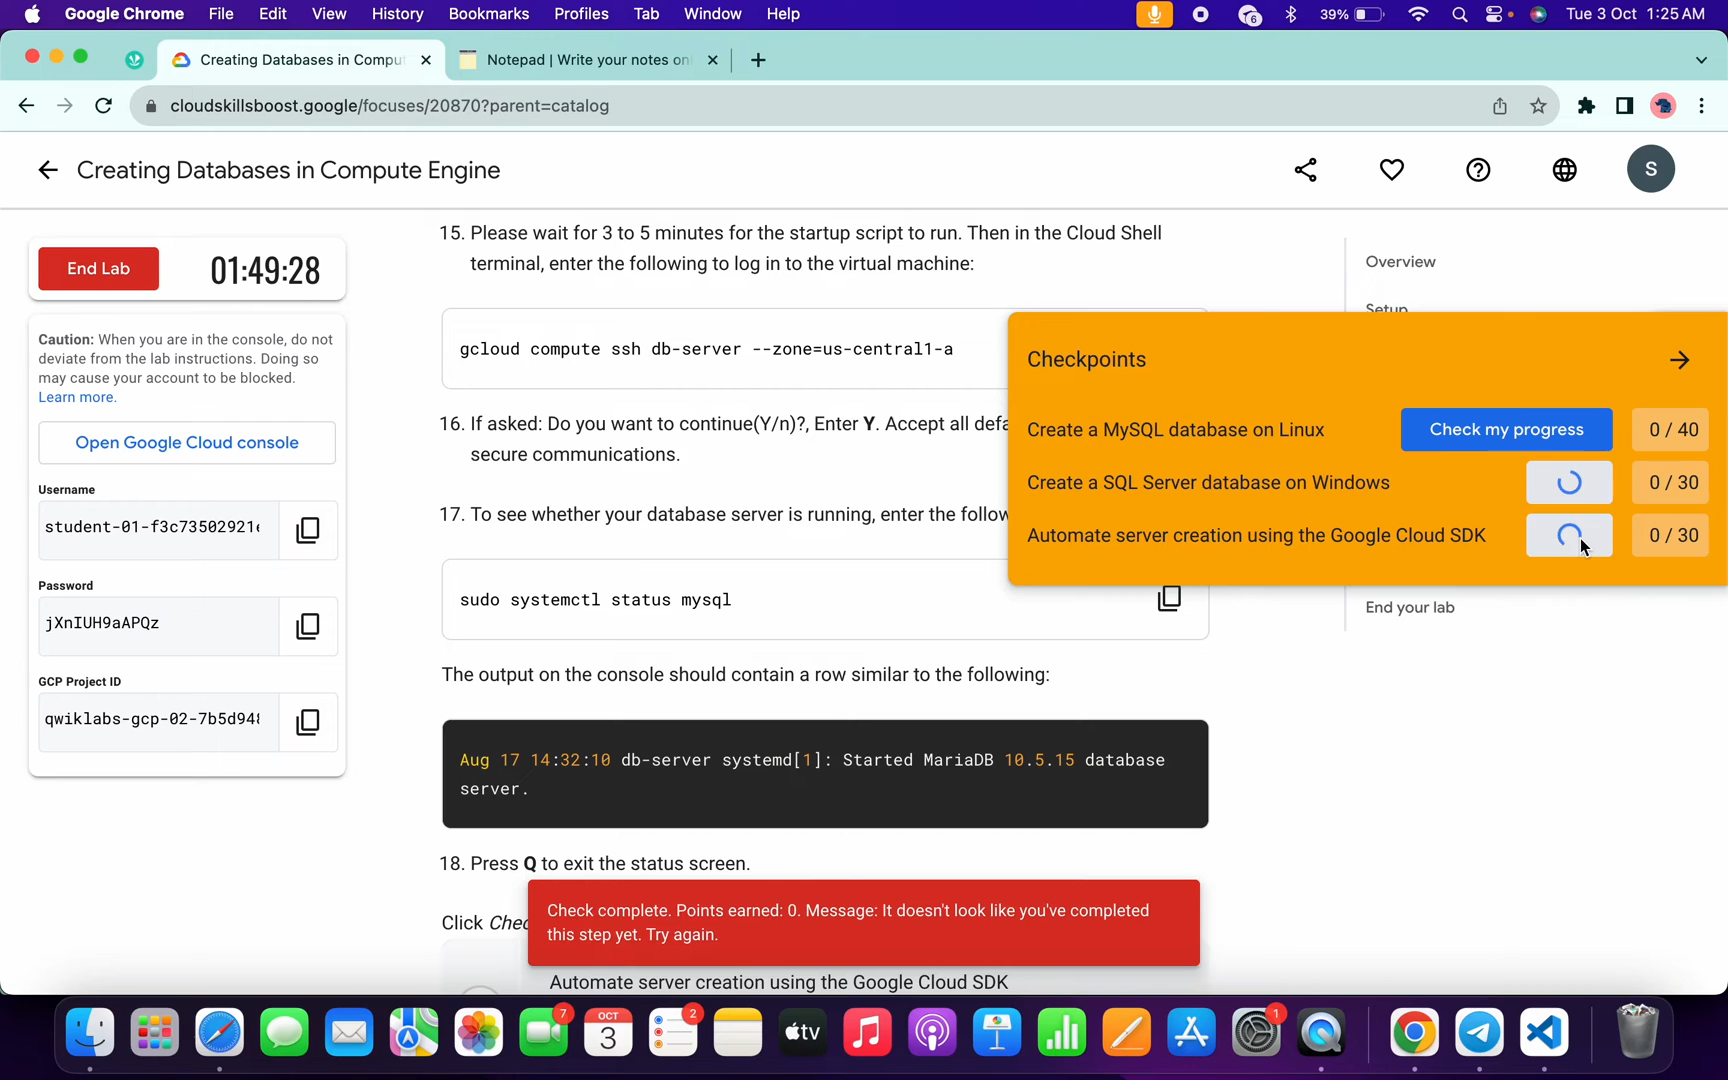 Google Chrome File Edit View History Bookmarks Profiles Tab Window Help
6 39% Tue 3 Oct 1:25 AM
Creating Databases in Compu
Notepad | Write your notes on
cloudskillsboost.google/focuses/20870?parent=catalog
Creating Databases in Compute Engine
S
End Lab 01:49:28
Caution: When you are in the console, do not
deviate from the lab instructions. Doing so
may cause your account to be blocked.
Learn more.
Open Google Cloud console
Username
student-01-f3c73502921
Password
jXnIUH9aAPQz
GCP Project ID
qwiklabs-gcp-02-7b5d94
15. Please wait for 3 to 5 minutes for the startup script to run. Then in the Cloud Shell
terminal, enter the following to log in to the virtual machine:
gcloud compute ssh db-server --zone=us-central1-a
16. If asked: Do you want to continue(Y/n)?, Enter Y. Accept all defa
secure communications.
17. To see whether your database server is running, enter the follow
sudo systemctl status mysql
The output on the console should contain a row similar to the following:
Aug 17 14:32:10 db-server systemd[1]: Started MariaDB 10.5.15 database
server.
18. Press Q to exit the status screen.
Click Chec
Check complete. Points earned: 0. Message: It doesn't look like you've completed
this step yet. Try again.
Automate server creation using the Google Cloud SDK
Overview
Setup
Checkpoints
Create a MySQL database on Linux Check my progress 0 / 40
Create a SQL Server database on Windows 0 / 30
Automate server creation using the Google Cloud SDK 0 / 30
End your lab
7
OCT
3
2
tv
1